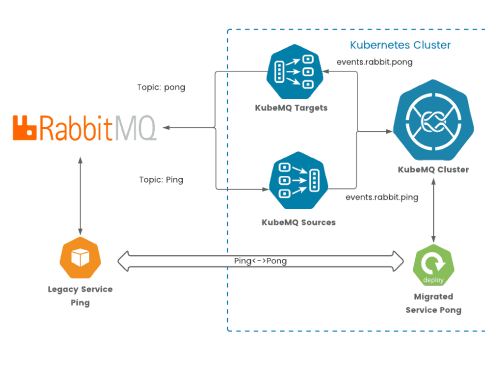 Kubernetes Cluster
events.rabbit.pong
Topic: pong
KubeMQ Targets
RabbitMQ
KubeMQ Cluster
Topic: Ping
events.rabbit.ping
KubeMQ Sources
Ping<->Pong
deploy
Legacy Service
Ping
Migrated
Service Pong